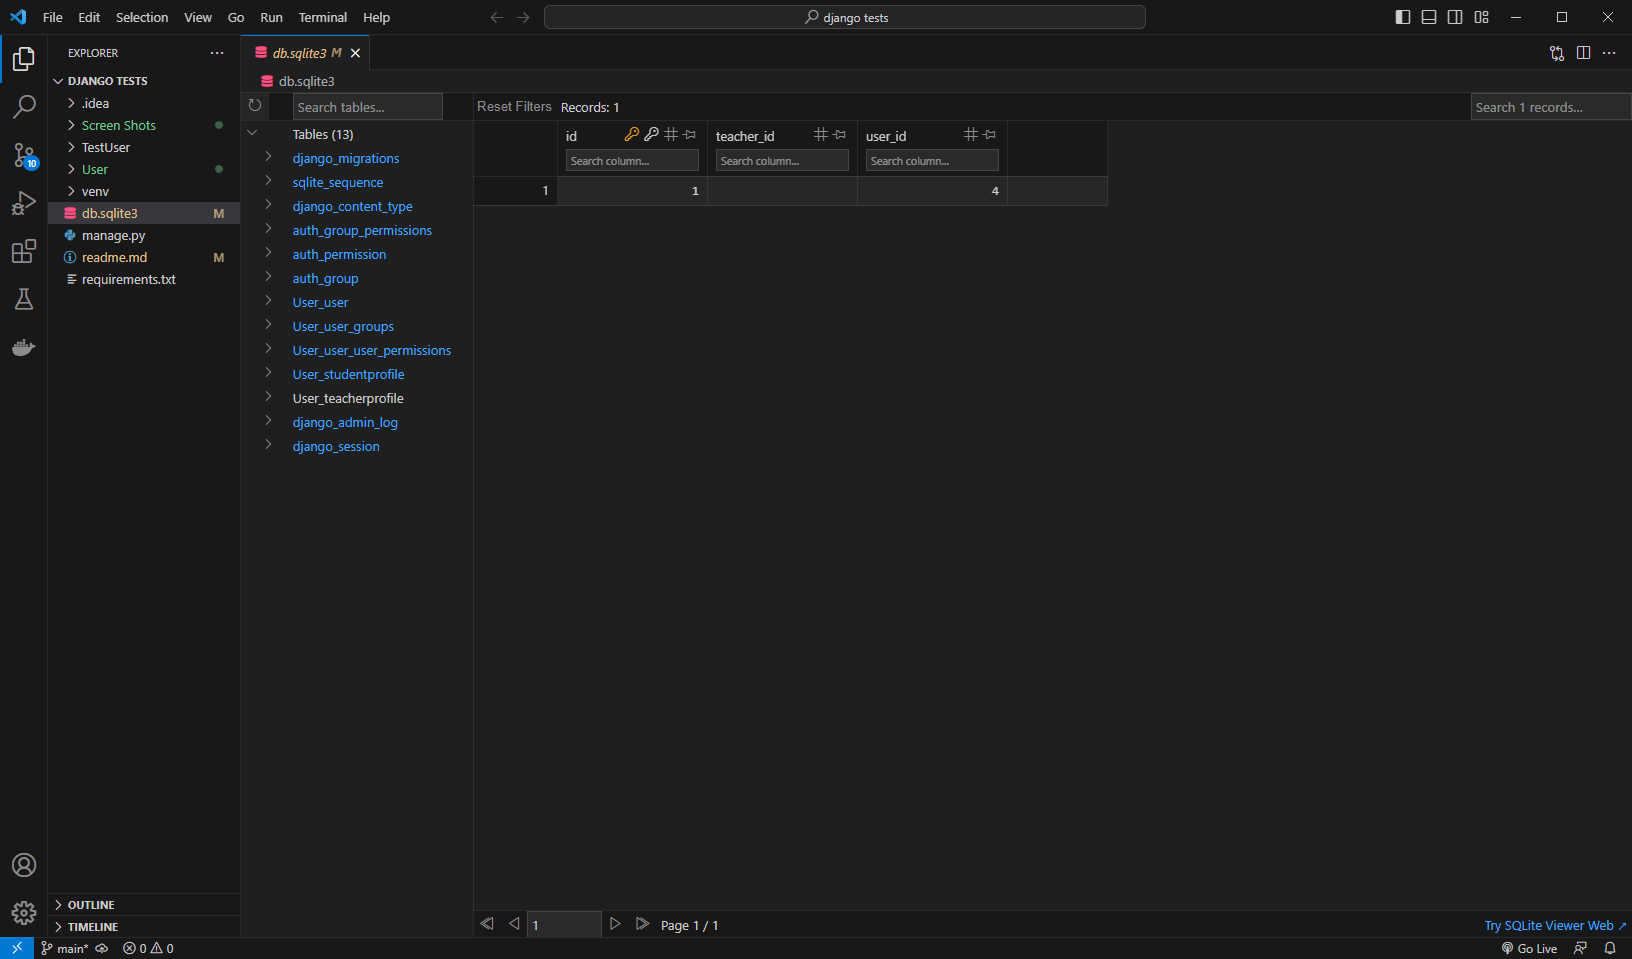 File Edit Selection View Go Run Terminal Help
django tests
EXPLORER
DJANGO TESTS
.idea
Screen Shots
TestUser
User
venv
db.sqlite3 M
manage.py
readme.md M
requirements.txt
OUTLINE
TIMELINE
10
db.sqlite3 M
db.sqlite3
Search tables...
Tables (13)
django_migrations
sqlite_sequence
django_content_type
auth_group_permissions
auth_permission
auth_group
User_user
User_user_groups
User_user_user_permissions
User_studentprofile
User_teacherprofile
django_admin_log
django_session
Reset Filters Records: 1 Search 1 records...
id teacher_id user_id
Search column... Search column... Search column...
1 1 4
1 Page 1 / 1 Try SQLite Viewer Web ↗
main* 0 0 Go Live